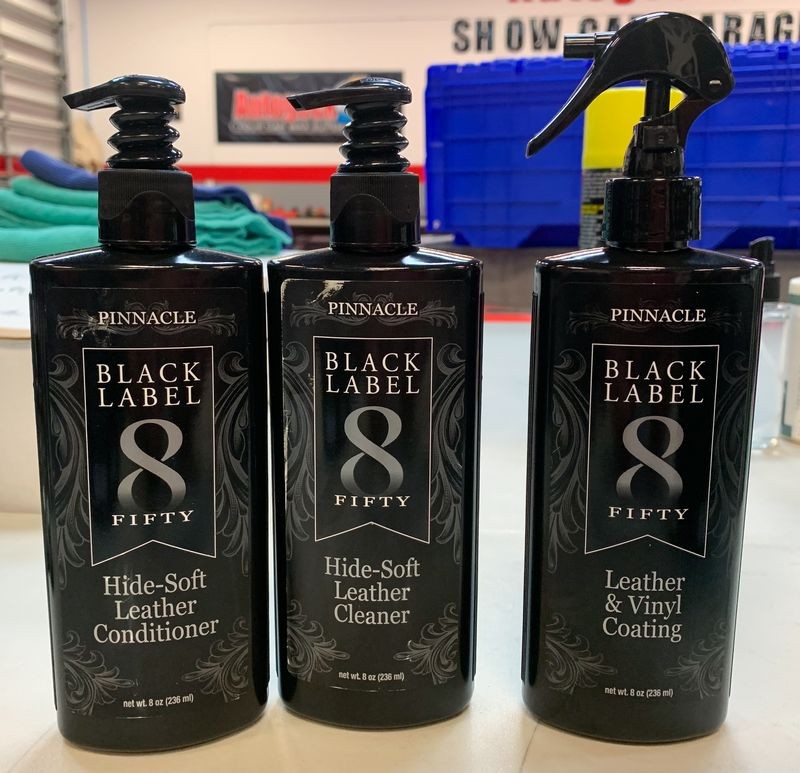 SHOW CAR GARAGE
Autogeek
PINNACLE
BLACK
LABEL
8
FIFTY
Hide-Soft
Leather
Conditioner
net wt. 8 oz (236 ml)
PINNACLE
BLACK
LABEL
8
FIFTY
Hide-Soft
Leather
Cleaner
net wt. 8 oz (236 ml)
PINNACLE
BLACK
LABEL
8
FIFTY
Leather
& Vinyl
Coating
net wt. 8 oz (236 ml)